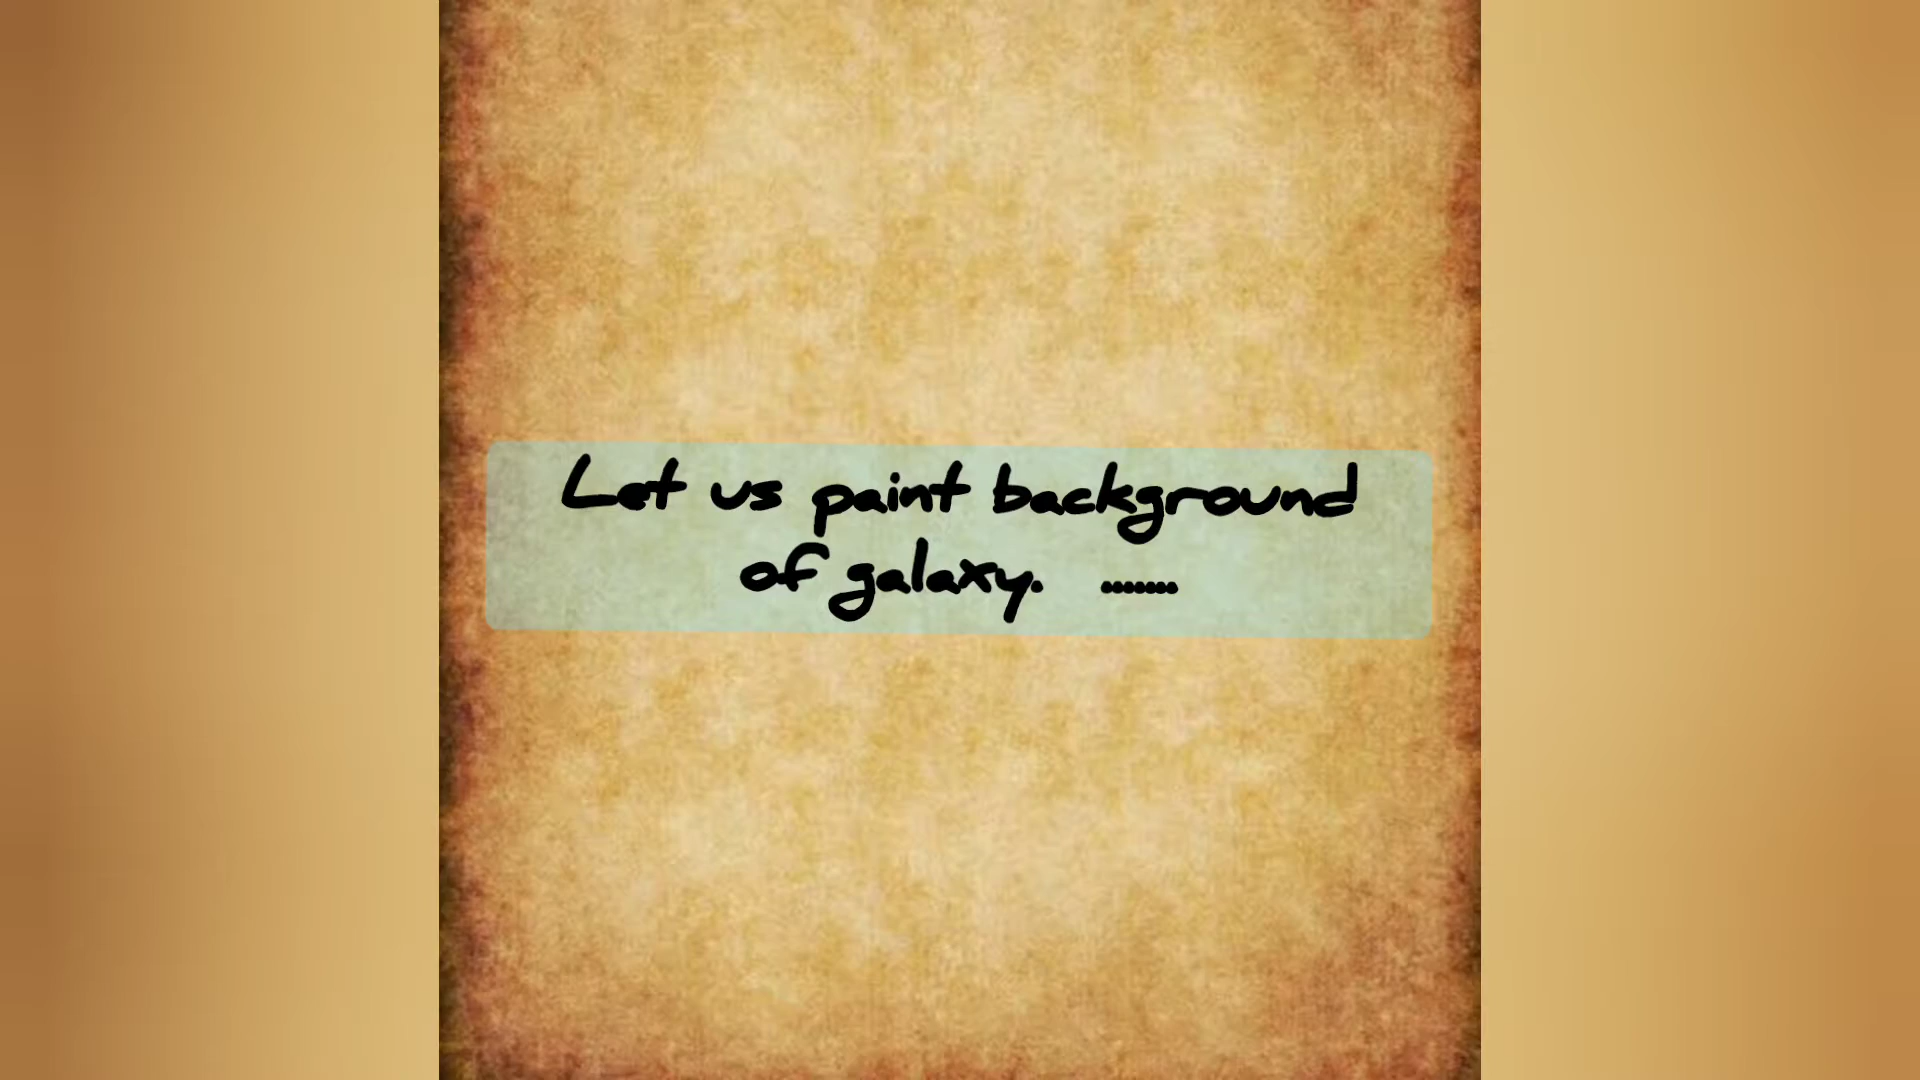 Let us paint background
of galaxy. .......